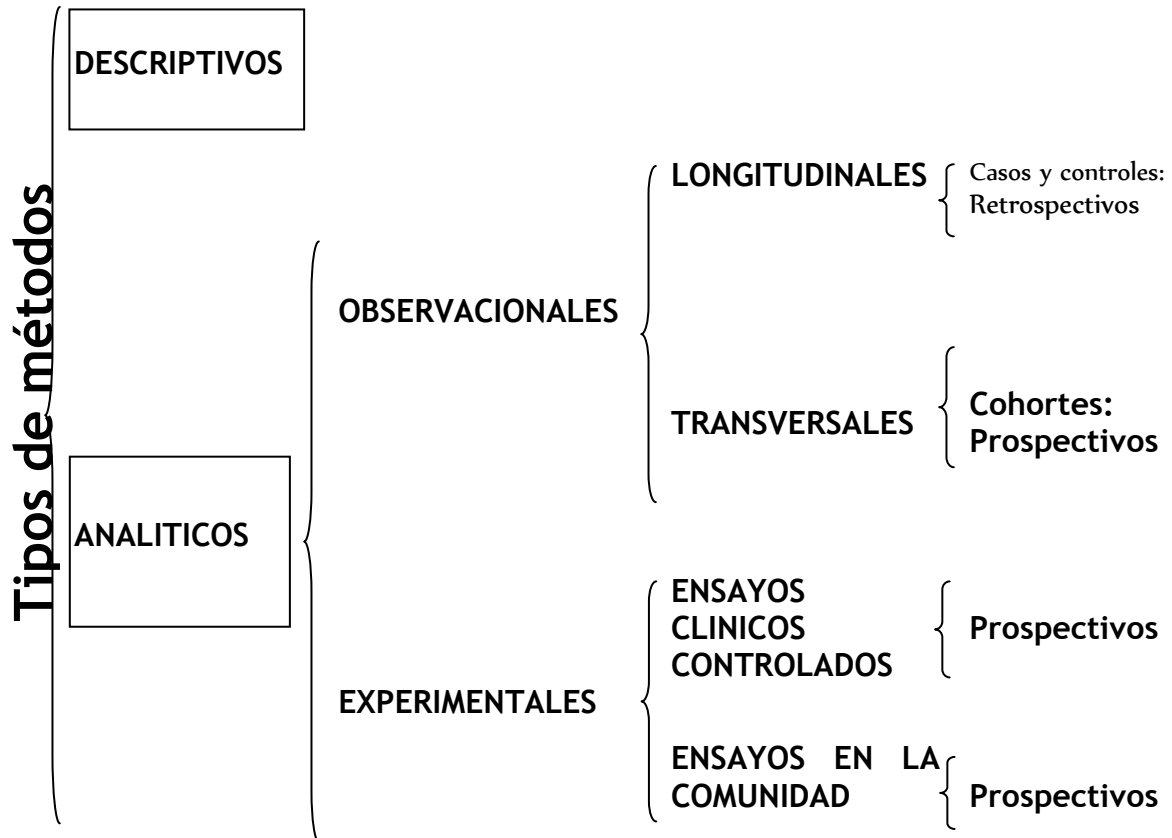 Tipos de métodos
DESCRIPTIVOS
ANALITICOS
OBSERVACIONALES
LONGITUDINALES
Casos y controles:
Retrospectivos
TRANSVERSALES
Cohortes:
Prospectivos
EXPERIMENTALES
ENSAYOS
CLINICOS
CONTROLADOS
Prospectivos
ENSAYOS EN LA
COMUNIDAD
Prospectivos